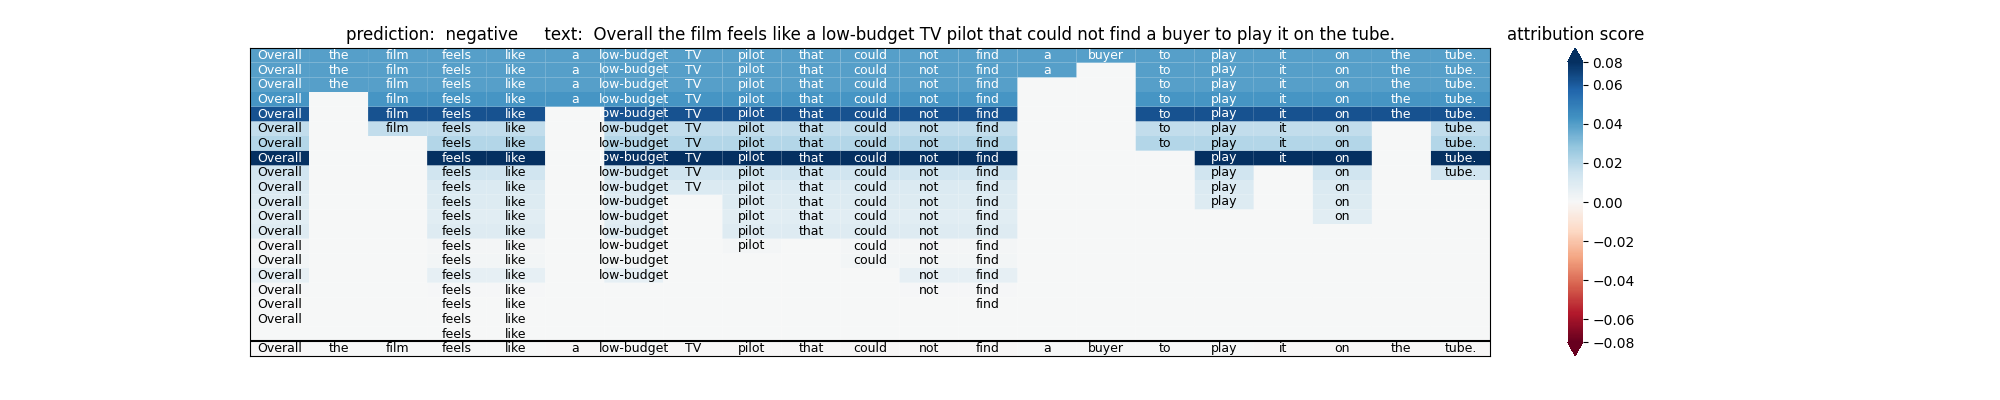 prediction:  negative     text:  Overall the film feels like a low-budget TV pilot that could not find a buyer to play it on the tube.
attribution score
Overall the film feels like a low-budget TV pilot that could not find a buyer to play it on the tube.
Overall the film feels like a low-budget TV pilot that could not find a to play it on the tube.
Overall the film feels like a low-budget TV pilot that could not find to play it on the tube.
Overall film feels like a low-budget TV pilot that could not find to play it on the tube.
Overall film feels like low-budget TV pilot that could not find to play it on the tube.
Overall film feels like low-budget TV pilot that could not find to play it on tube.
Overall feels like low-budget TV pilot that could not find to play it on tube.
Overall feels like low-budget TV pilot that could not find play it on tube.
Overall feels like low-budget TV pilot that could not find play on tube.
Overall feels like low-budget TV pilot that could not find play on
Overall feels like low-budget pilot that could not find play on
Overall feels like low-budget pilot that could not find on
Overall feels like low-budget pilot that could not find
Overall feels like low-budget pilot could not find
Overall feels like low-budget could not find
Overall feels like low-budget not find
Overall feels like not find
Overall feels like find
Overall feels like
feels like
Overall the film feels like a low-budget TV pilot that could not find a buyer to play it on the tube.
0.08
0.06
0.04
0.02
0.00
−0.02
−0.04
−0.06
−0.08